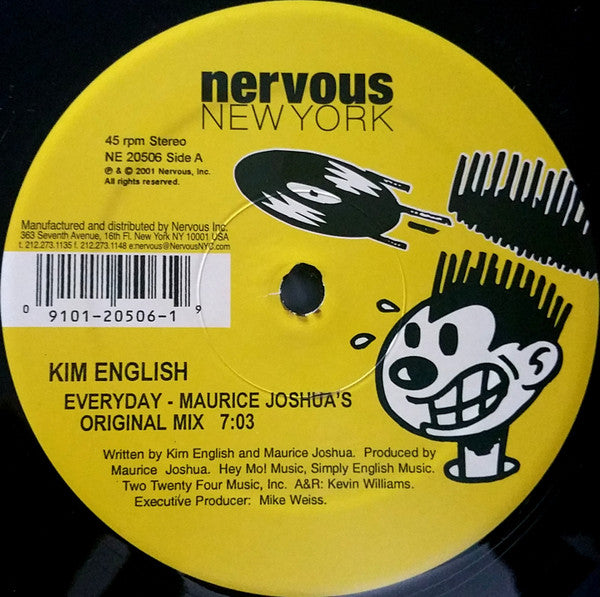 nervous
NEW YORK
45 rpm Stereo
NE 20506 Side A
℗ & © 2001 Nervous, Inc.
All rights reserved.
Manufactured and distributed by Nervous Inc.
363 Seventh Avenue, 16th Fl. New York NY 10001 USA
t. 212.273.1135 f. 212.273.1148 e:nervous@NervousNYC.com
0 9101-20506-1 9
KIM ENGLISH
EVERYDAY - MAURICE JOSHUA'S
ORIGINAL MIX 7:03
Written by Kim English and Maurice Joshua. Produced by
Maurice Joshua. Hey Mo! Music, Simply English Music.
Two Twenty Four Music, Inc. A&R: Kevin Williams.
Executive Producer: Mike Weiss.